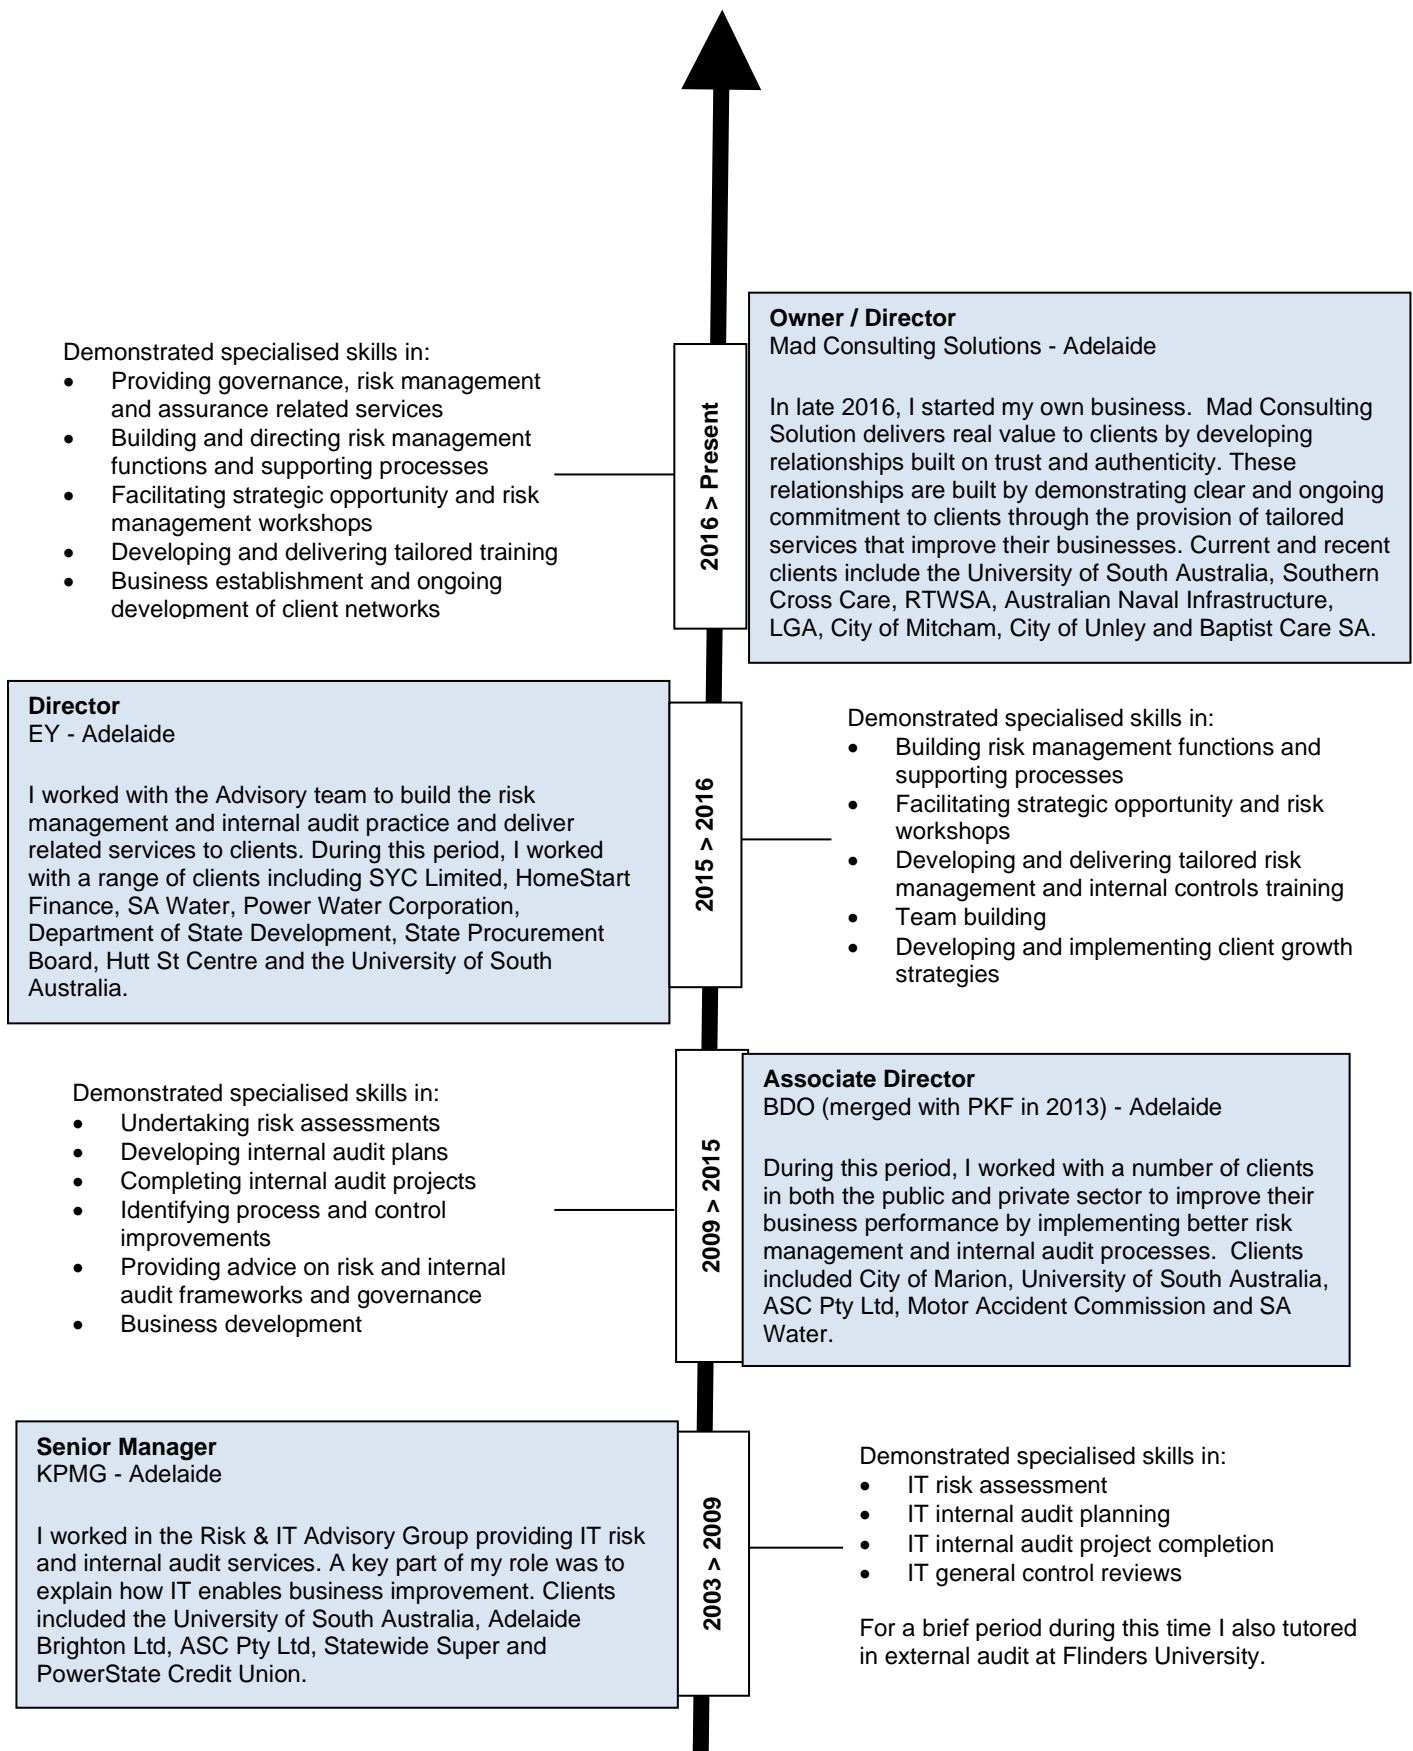 Demonstrated specialised skills in:
• Providing governance, risk management
and assurance related services
• Building and directing risk management
functions and supporting processes
• Facilitating strategic opportunity and risk
management workshops
• Developing and delivering tailored training
• Business establishment and ongoing
development of client networks
2016 > Present
Owner / Director
Mad Consulting Solutions - Adelaide
In late 2016, I started my own business.  Mad Consulting
Solution delivers real value to clients by developing
relationships built on trust and authenticity. These
relationships are built by demonstrating clear and ongoing
commitment to clients through the provision of tailored
services that improve their businesses. Current and recent
clients include the University of South Australia, Southern
Cross Care, RTWSA, Australian Naval Infrastructure,
LGA, City of Mitcham, City of Unley and Baptist Care SA.
Director
EY - Adelaide
I worked with the Advisory team to build the risk
management and internal audit practice and deliver
related services to clients. During this period, I worked
with a range of clients including SYC Limited, HomeStart
Finance, SA Water, Power Water Corporation,
Department of State Development, State Procurement
Board, Hutt St Centre and the University of South
Australia.
2015 > 2016
Demonstrated specialised skills in:
• Building risk management functions and
supporting processes
• Facilitating strategic opportunity and risk
workshops
• Developing and delivering tailored risk
management and internal controls training
• Team building
• Developing and implementing client growth
strategies
Demonstrated specialised skills in:
• Undertaking risk assessments
• Developing internal audit plans
• Completing internal audit projects
• Identifying process and control
improvements
• Providing advice on risk and internal
audit frameworks and governance
• Business development
2009 > 2015
Associate Director
BDO (merged with PKF in 2013) - Adelaide
During this period, I worked with a number of clients
in both the public and private sector to improve their
business performance by implementing better risk
management and internal audit processes.  Clients
included City of Marion, University of South Australia,
ASC Pty Ltd, Motor Accident Commission and SA
Water.
Senior Manager
KPMG - Adelaide
I worked in the Risk & IT Advisory Group providing IT risk
and internal audit services. A key part of my role was to
explain how IT enables business improvement. Clients
included the University of South Australia, Adelaide
Brighton Ltd, ASC Pty Ltd, Statewide Super and
PowerState Credit Union.
2003 > 2009
Demonstrated specialised skills in:
• IT risk assessment
• IT internal audit planning
• IT internal audit project completion
• IT general control reviews
For a brief period during this time I also tutored
in external audit at Flinders University.